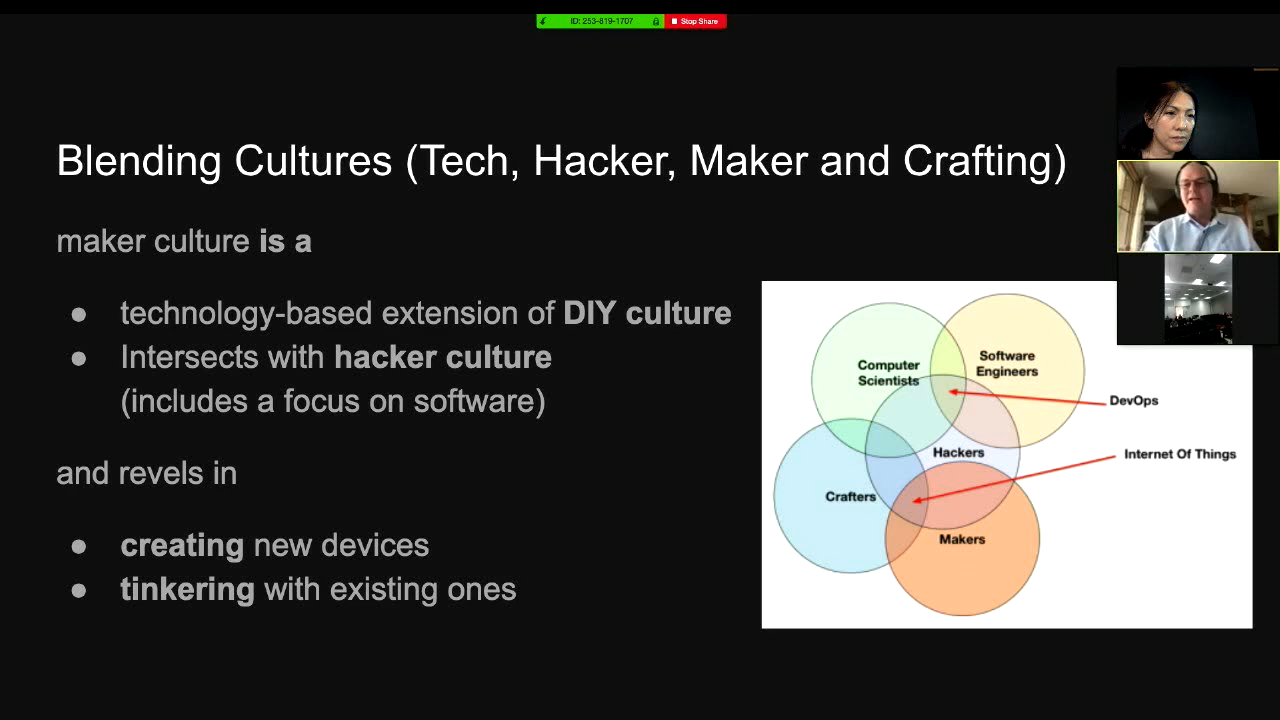 ID: 253-819-1707
Stop Share
Blending Cultures (Tech, Hacker, Maker and Crafting)
maker culture is a
● technology-based extension of DIY culture
● Intersects with hacker culture
(includes a focus on software)
and revels in
● creating new devices
● tinkering with existing ones
Computer
Scientists
Software
Engineers
DevOps
Hackers
Internet Of Things
Crafters
Makers